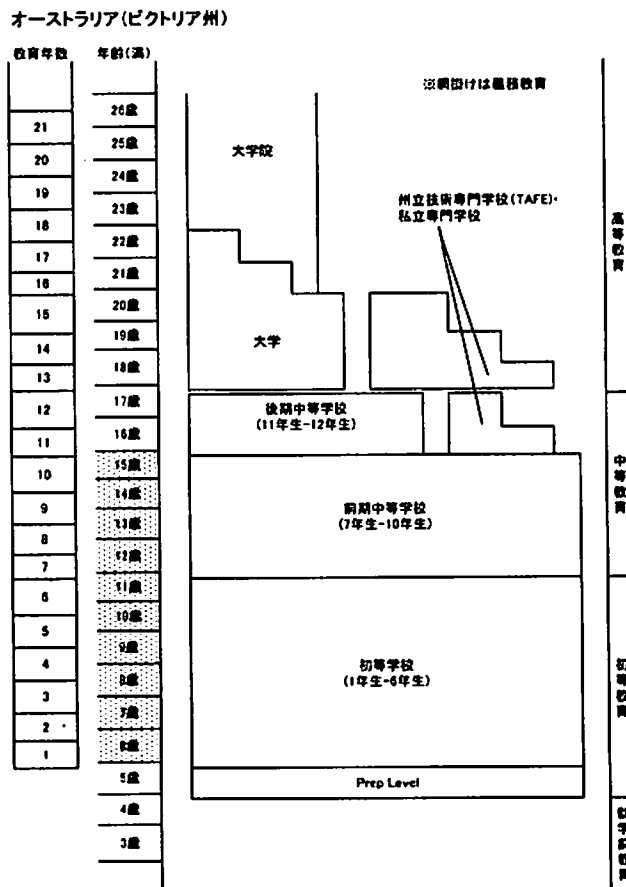 オーストラリア(ビクトリア州)
教育年数
年齢(満)
※網掛けは義務教育
26歳
21
25歳
20
24歳
19
23歳
18
22歳
17
21歳
16
20歳
15
19歳
14
18歳
13
17歳
12
16歳
11
15歳
10
14歳
9
13歳
8
12歳
7
11歳
6
10歳
5
9歳
4
8歳
3
7歳
2
6歳
1
5歳
4歳
3歳
大学院
州立技術専門学校(TAFE)・
私立専門学校
大学
後期中等学校
(11年生-12年生)
前期中等学校
(7年生-10年生)
初等学校
(1年生-6年生)
Prep Level
高等教育
中等教育
初等教育
就学前教育